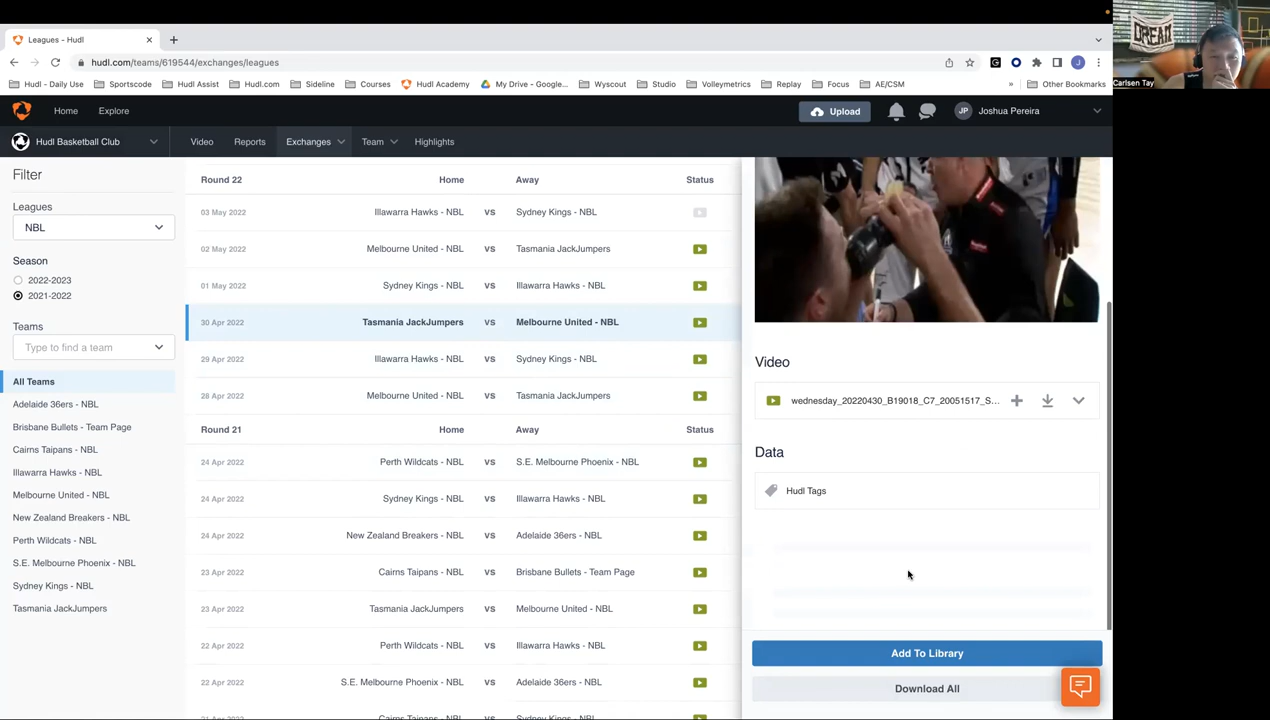 Leagues - Hudl
hudl.com/teams/619544/exchanges/leagues
Hudl - Daily Use Sportscode Hudl Assist Hudl.com Sideline Courses Hudl Academy My Drive - Google... Wyscout Studio Volleymetrics Replay Focus AE/CSM » Other Bookmarks
Home Explore Upload JP Joshua Pereira
Hudl Basketball Club Video Reports Exchanges Team Highlights
Filter
Leagues
NBL
Season
2022-2023
2021-2022
Teams
Type to find a team
All Teams
Adelaide 36ers - NBL
Brisbane Bullets - Team Page
Cairns Taipans - NBL
Illawarra Hawks - NBL
Melbourne United - NBL
New Zealand Breakers - NBL
Perth Wildcats - NBL
S.E. Melbourne Phoenix - NBL
Sydney Kings - NBL
Tasmania JackJumpers
Round 22 Home Away Status
03 May 2022 Illawarra Hawks - NBL VS Sydney Kings - NBL
02 May 2022 Melbourne United - NBL VS Tasmania JackJumpers
01 May 2022 Sydney Kings - NBL VS Illawarra Hawks - NBL
30 Apr 2022 Tasmania JackJumpers VS Melbourne United - NBL
29 Apr 2022 Illawarra Hawks - NBL VS Sydney Kings - NBL
28 Apr 2022 Melbourne United - NBL VS Tasmania JackJumpers
Round 21 Home Away Status
24 Apr 2022 Perth Wildcats - NBL VS S.E. Melbourne Phoenix - NBL
24 Apr 2022 Sydney Kings - NBL VS Illawarra Hawks - NBL
24 Apr 2022 New Zealand Breakers - NBL VS Adelaide 36ers - NBL
23 Apr 2022 Cairns Taipans - NBL VS Brisbane Bullets - Team Page
23 Apr 2022 Tasmania JackJumpers VS Melbourne United - NBL
22 Apr 2022 Perth Wildcats - NBL VS Illawarra Hawks - NBL
22 Apr 2022 S.E. Melbourne Phoenix - NBL VS Adelaide 36ers - NBL
21 Apr 2022 Cairns Taipans - NBL VS Sydney Kings - NBL
Video
wednesday_20220430_B19018_C7_20051517_S...
Data
Hudl Tags
Add To Library
Download All
DREAD
Carlsen Tay